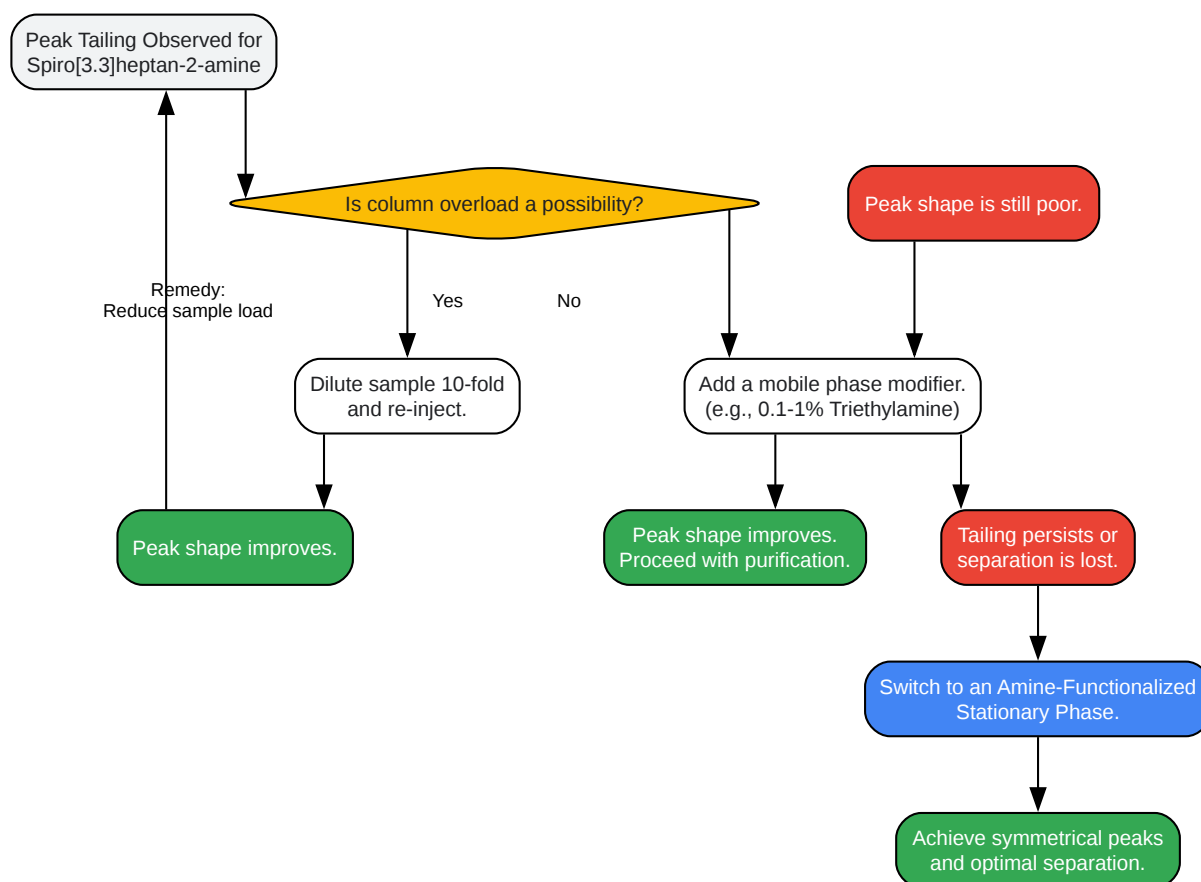 Peak Tailing Observed for
Spiro[3.3]heptan-2-amine
Is column overload a possibility?
Peak shape is still poor.
Remedy:
Reduce sample load
Yes
No
Dilute sample 10-fold
and re-inject.
Add a mobile phase modifier.
(e.g., 0.1-1% Triethylamine)
Peak shape improves.
Peak shape improves.
Proceed with purification.
Tailing persists or
separation is lost.
Switch to an Amine-Functionalized
Stationary Phase.
Achieve symmetrical peaks
and optimal separation.